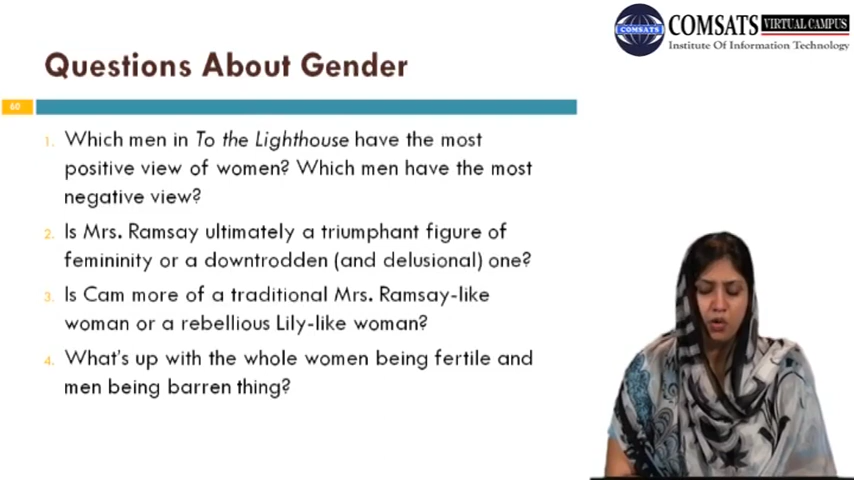 COMSATS
COMSATS VIRTUAL CAMPUS
Institute Of Information Technology
Questions About Gender
60
1. Which men in To the Lighthouse have the most
positive view of women? Which men have the most
negative view?
2. Is Mrs. Ramsay ultimately a triumphant figure of
femininity or a downtrodden (and delusional) one?
3. Is Cam more of a traditional Mrs. Ramsay-like
woman or a rebellious Lily-like woman?
4. What's up with the whole women being fertile and
men being barren thing?